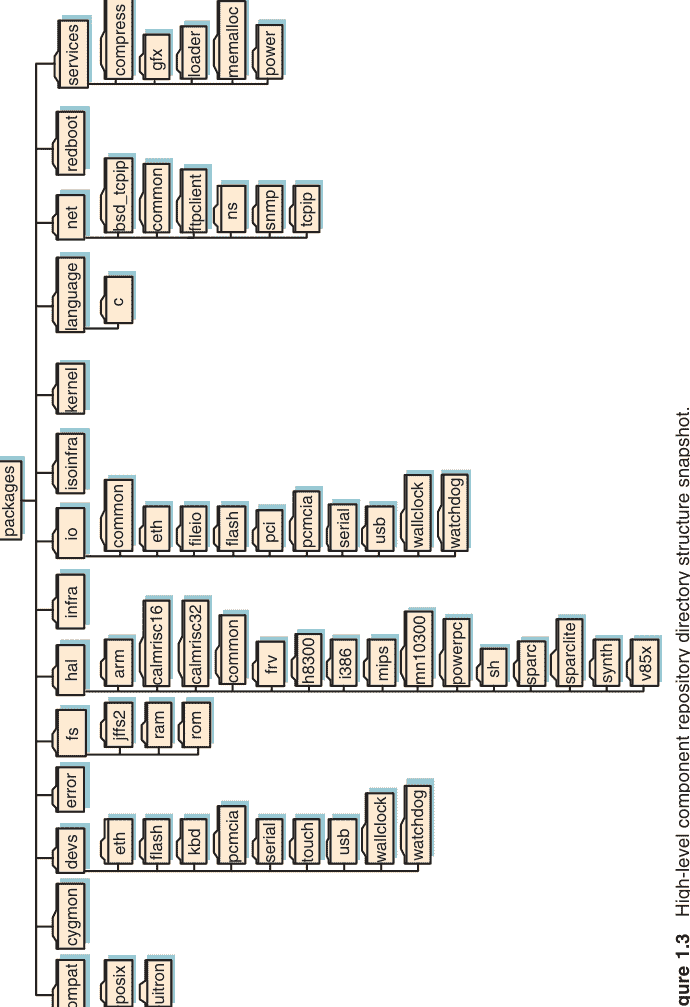 packages
ompat
cygmon
devs
error
fs
hal
infra
io
isoinfra
kernel
language
net
redboot
services
posix
uitron
eth
flash
kbd
pcmcia
serial
touch
usb
wallclock
watchdog
jffs2
ram
rom
arm
calmrisc16
calmrisc32
common
frv
h8300
i386
mips
mn10300
powerpc
sh
sparc
sparclite
synth
v85x
common
eth
fileio
flash
pci
pcmcia
serial
usb
wallclock
watchdog
c
bsd_tcpip
common
ftpclient
ns
snmp
tcpip
compress
gfx
loader
memalloc
power
gure 1.3 High-level component repository directory structure snapshot.